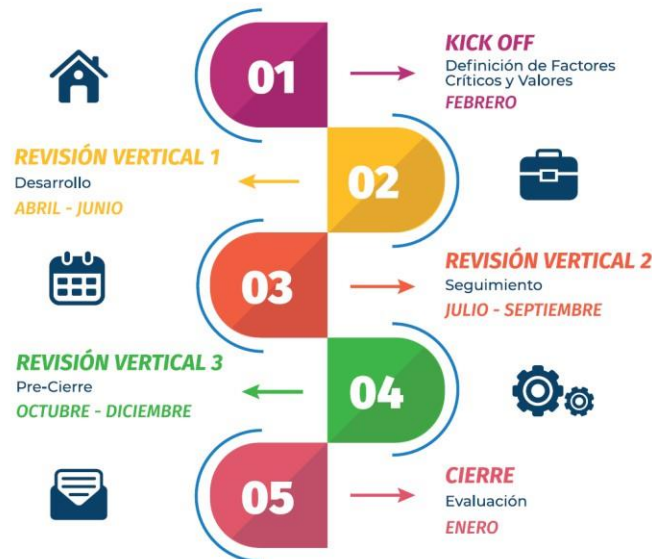 01
KICK OFF
Definición de Factores
Críticos y Valores
FEBRERO
REVISIÓN VERTICAL 1
Desarrollo
ABRIL - JUNIO
02
03
REVISIÓN VERTICAL 2
Seguimiento
JULIO - SEPTIEMBRE
REVISIÓN VERTICAL 3
Pre-Cierre
OCTUBRE - DICIEMBRE
04
05
CIERRE
Evaluación
ENERO